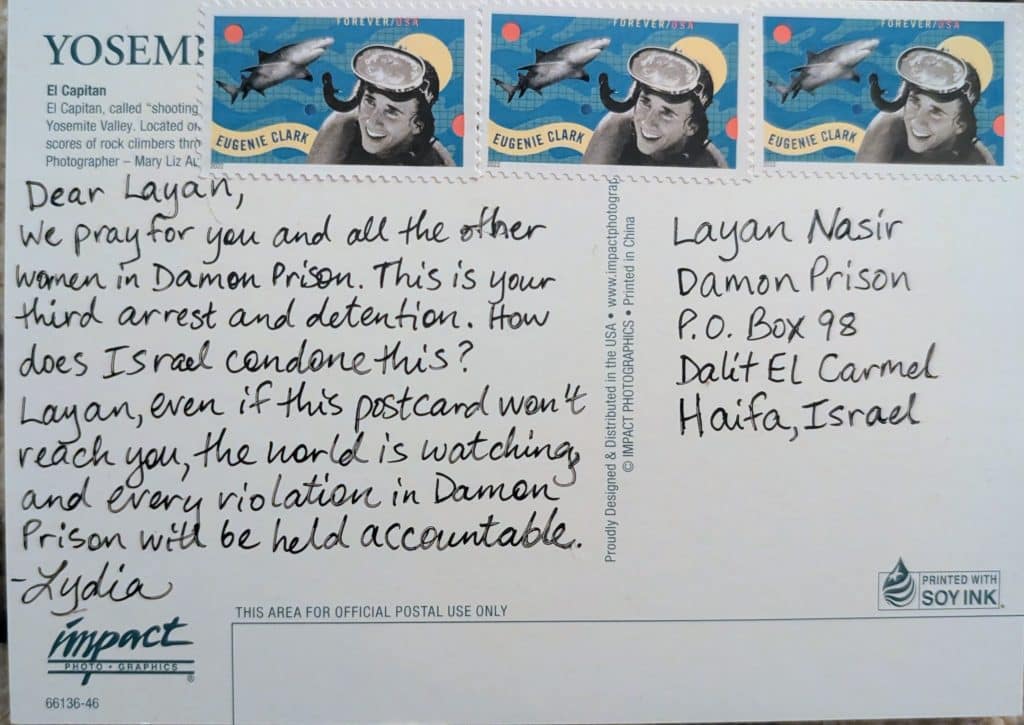 YOSEMI
El Capitan
El Capitan, called "shooting
Yosemite Valley. Located on
scores of rock climbers thro
Photographer – Mary Liz Au
FOREVER/USA
EUGENIE CLARK
2022
FOREVER/USA
EUGENIE CLARK
2022
FOREVER/USA
EUGENIE CLARK
2022
Dear Layan,
We pray for you and all the other
women in Damon Prison. This is your
third arrest and detention. How
does Israel condone this?
Layan, even if this postcard won't
reach you, the world is watching,
and every violation in Damon
Prison will be held accountable.
-Lydia
Proudly Designed & Distributed in the USA • www.impactphotograp
© IMPACT PHOTOGRAPHICS • Printed in China
Layan Nasir
Damon Prison
P.O. Box 98
Dalit El Carmel
Haifa, Israel
PRINTED WITH
SOY INK
THIS AREA FOR OFFICIAL POSTAL USE ONLY
impact
PHOTO • GRAPHICS
®
66136-46